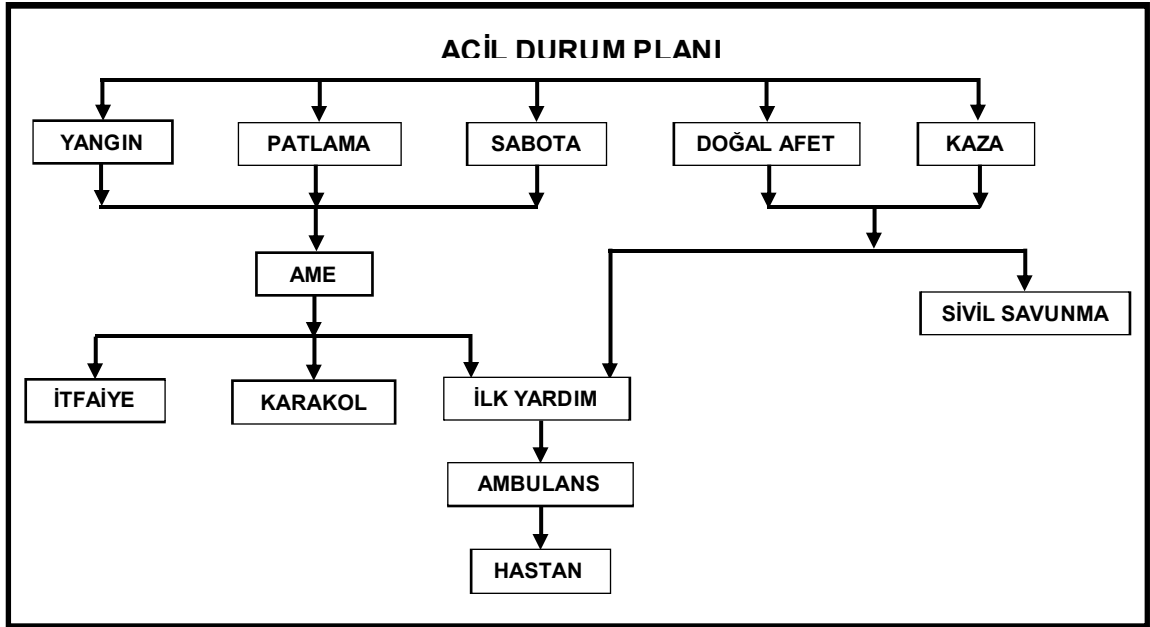 ACİL DURUM PLANI
YANGIN
PATLAMA
SABOTA
DOĞAL AFET
KAZA
AME
SİVİL SAVUNMA
İTFAİYE
KARAKOL
İLK YARDIM
AMBULANS
HASTAN